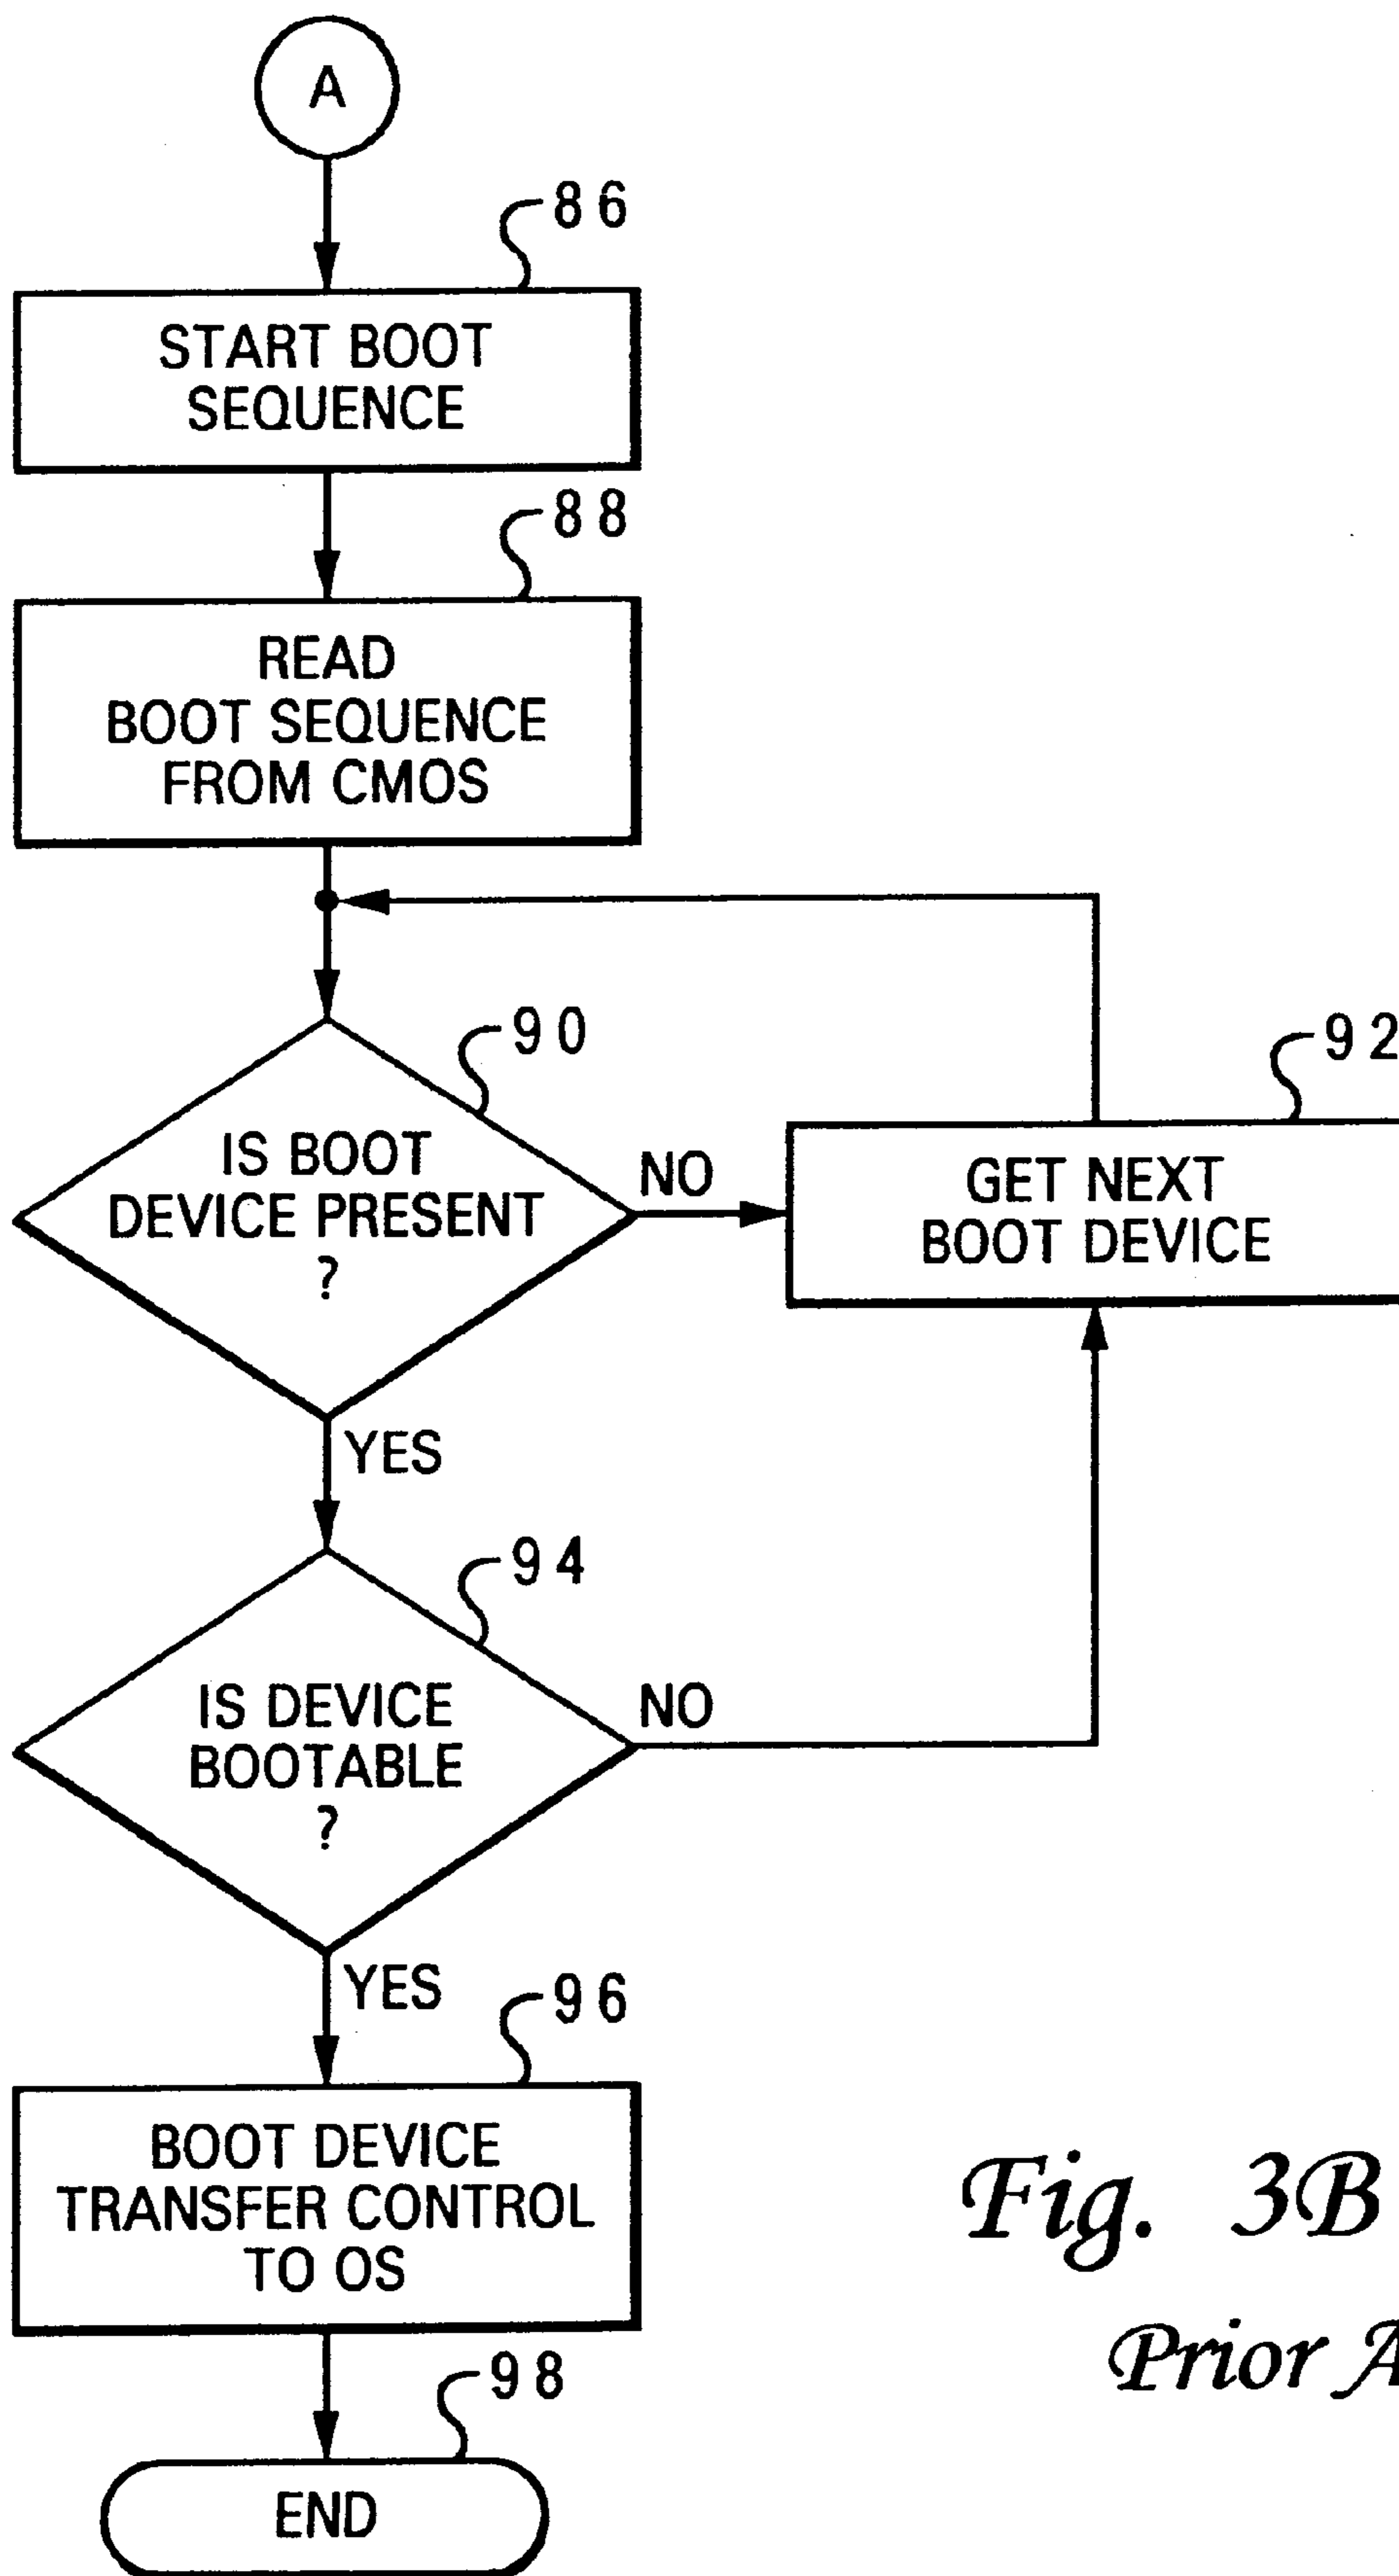 A
86
START BOOT
SEQUENCE
88
READ
BOOT SEQUENCE
FROM CMOS
90
IS BOOT
DEVICE PRESENT
?
NO
92
GET NEXT
BOOT DEVICE
YES
94
IS DEVICE
BOOTABLE
?
NO
YES
96
BOOT DEVICE
TRANSFER CONTROL
TO OS
98
END
Fig. 3B
Prior A